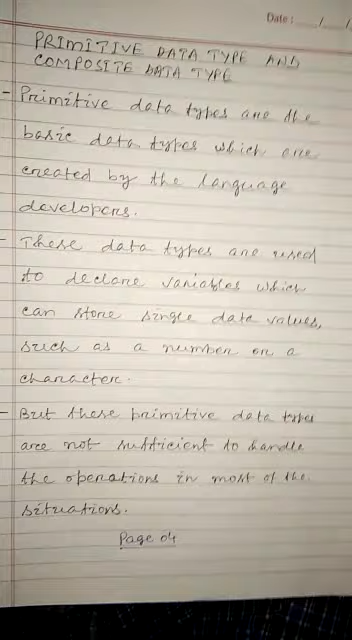 Date: ___/___/
PRIMITIVE DATA TYPE AND
COMPOSITE DATA TYPE
- Primitive data types are the
basic data types which are
created by the language
developers.
- These data types are used
to declare variables which
can store single data values,
such as a number or a
character.
- But these primitive data types
are not sufficient to handle
the operations in most of the
situations.
Page 04